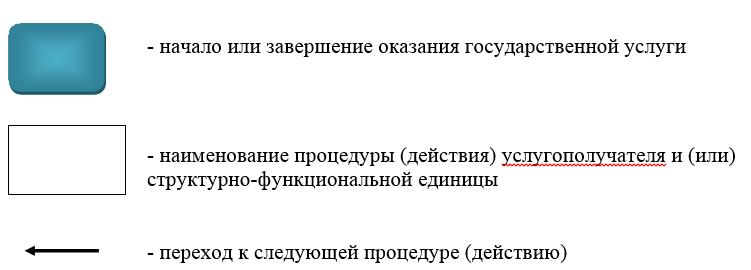 - начало или завершение оказания государственной услуги
- наименование процедуры (действия) услугополучателя и (или)
структурно-функциональной единицы
- переход к следующей процедуре (действию)